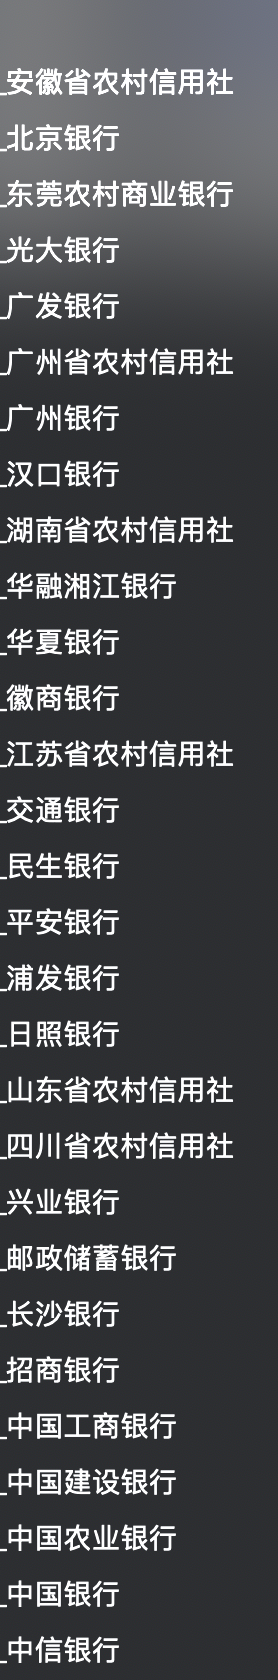 _安徽省农村信用社
_北京银行
_东莞农村商业银行
_光大银行
_广发银行
_广州省农村信用社
_广州银行
_汉口银行
_湖南省农村信用社
_华融湘江银行
_华夏银行
_徽商银行
_江苏省农村信用社
_交通银行
_民生银行
_平安银行
_浦发银行
_日照银行
_山东省农村信用社
_四川省农村信用社
_兴业银行
_邮政储蓄银行
_长沙银行
_招商银行
_中国工商银行
_中国建设银行
_中国农业银行
_中国银行
_中信银行